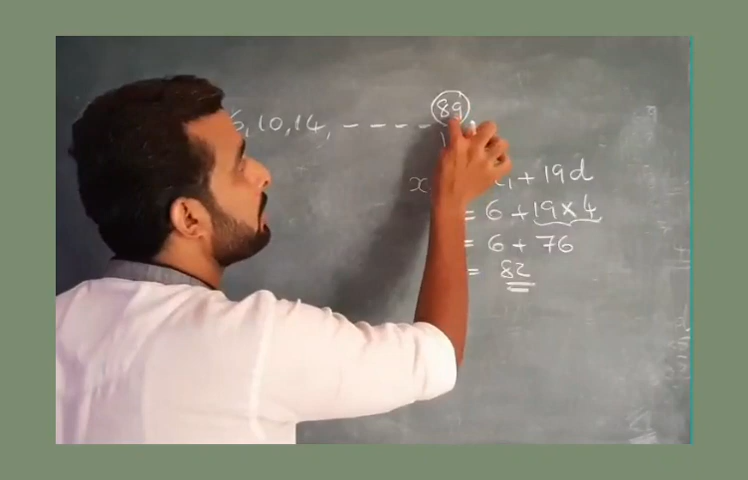 6, 10, 14, - - - - 89
x + 19d
= 6 + 19 × 4
= 6 + 76
= 82